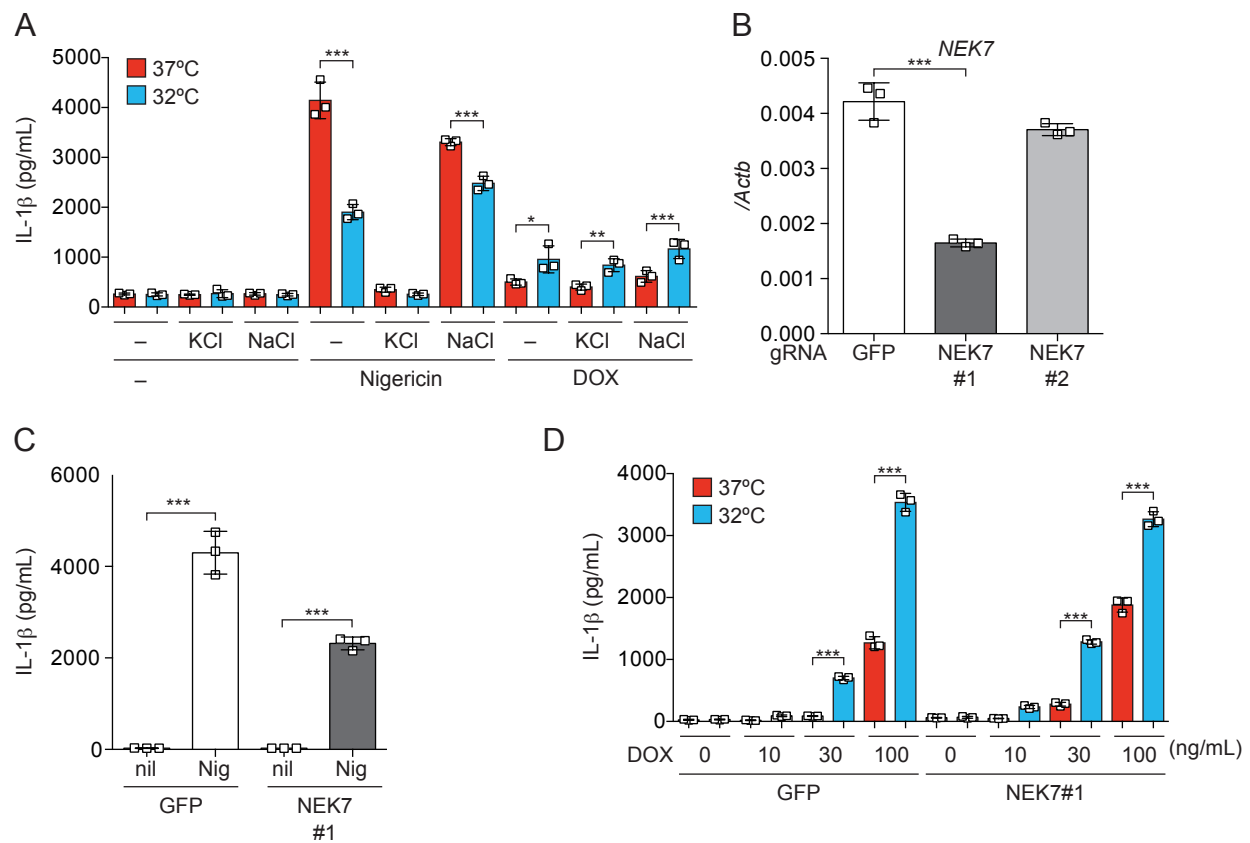 A
5000
4000
3000
2000
1000
0
IL-1β (pg/mL)
37ºC
32ºC
***
***
*
**
***
– KCl NaCl – KCl NaCl – KCl NaCl
– Nigericin DOX
B
NEK7
***
0.005
0.004
0.003
0.002
0.001
0.000
/Actb
gRNA GFP NEK7 NEK7
#1 #2
C
6000
4000
2000
0
IL-1β (pg/mL)
***
***
nil Nig nil Nig
GFP NEK7
#1
D
4000
3000
2000
1000
0
IL-1β (pg/mL)
37ºC
32ºC
***
***
***
***
DOX 0 10 30 100 0 10 30 100 (ng/mL)
GFP NEK7#1